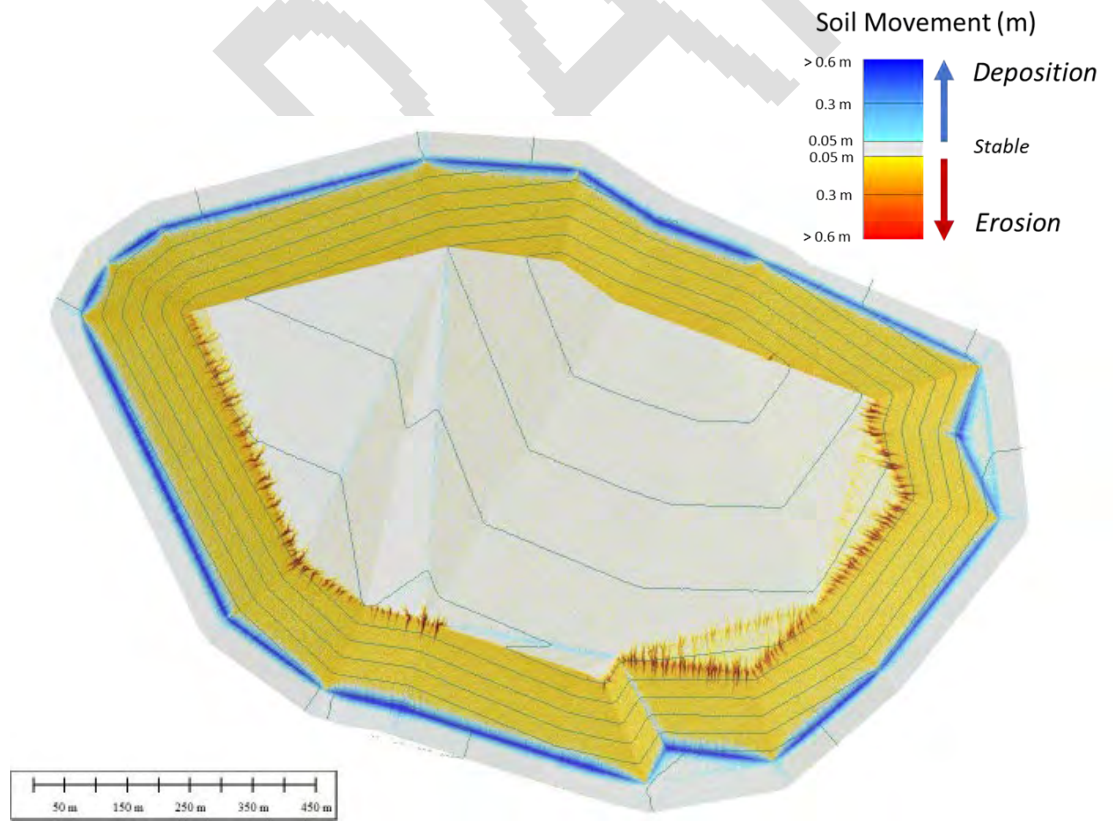 Soil Movement (m)
> 0.6 m
Deposition
0.3 m
0.05 m
Stable
0.05 m
0.3 m
Erosion
> 0.6 m
50 m 150 m 250 m 350 m 450 m